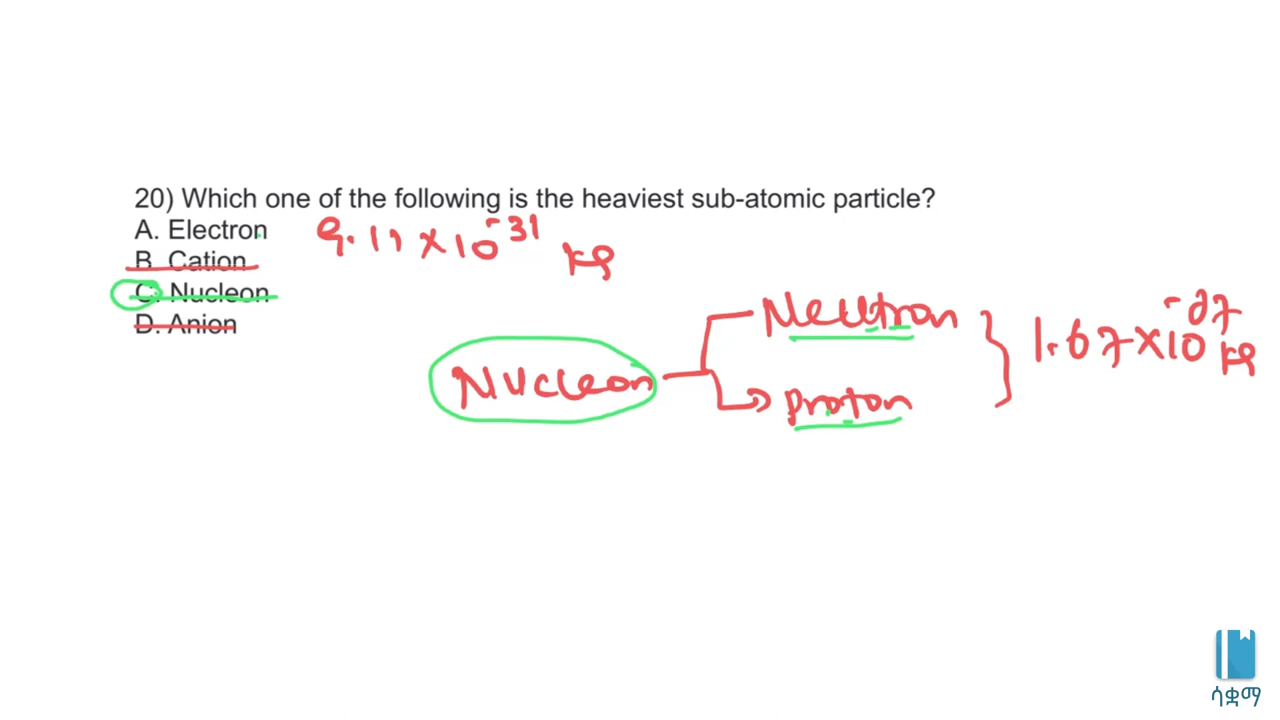 20) Which one of the following is the heaviest sub-atomic particle?
A. Electron 9.11 × 10⁻³¹ kg
B. Cation
C. Nucleon
D. Anion
Nucleon
Neutron
proton
1.67 × 10⁻²⁷ kg
ሳቋማ